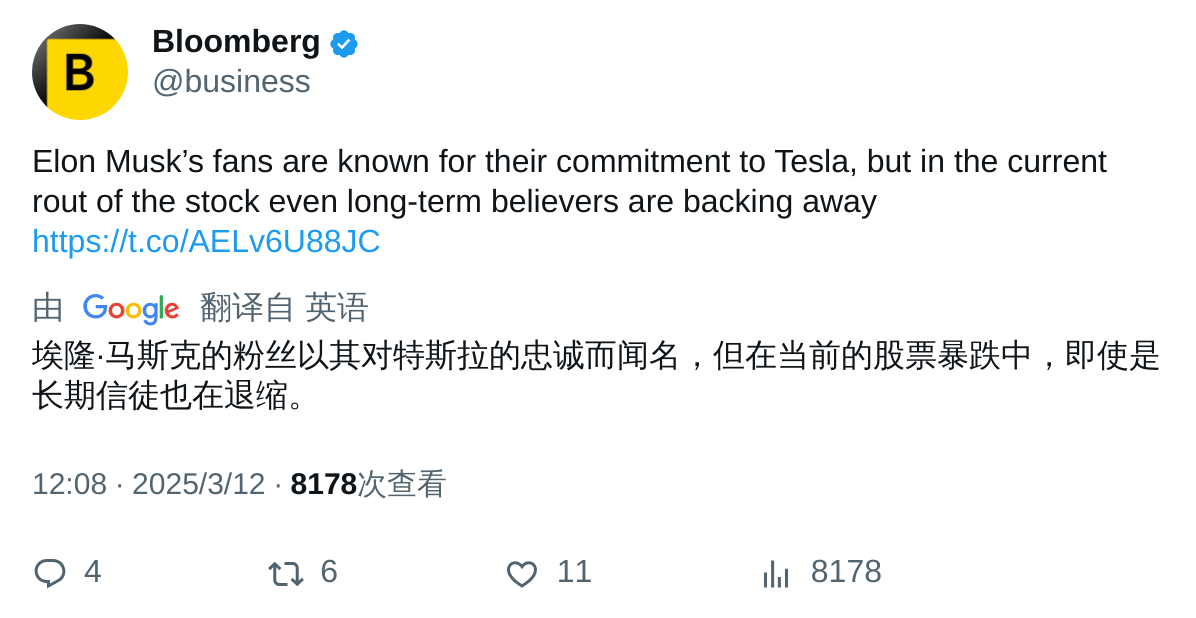 B
Bloomberg
@business
Elon Musk’s fans are known for their commitment to Tesla, but in the current
rout of the stock even long-term believers are backing away
https://t.co/AELv6U88JC
由 Google 翻译自 英语
埃隆·马斯克的粉丝以其对特斯拉的忠诚而闻名，但在当前的股票暴跌中，即使是
长期信徒也在退缩。
12:08 · 2025/3/12 · 8178次查看
4 6 11 8178